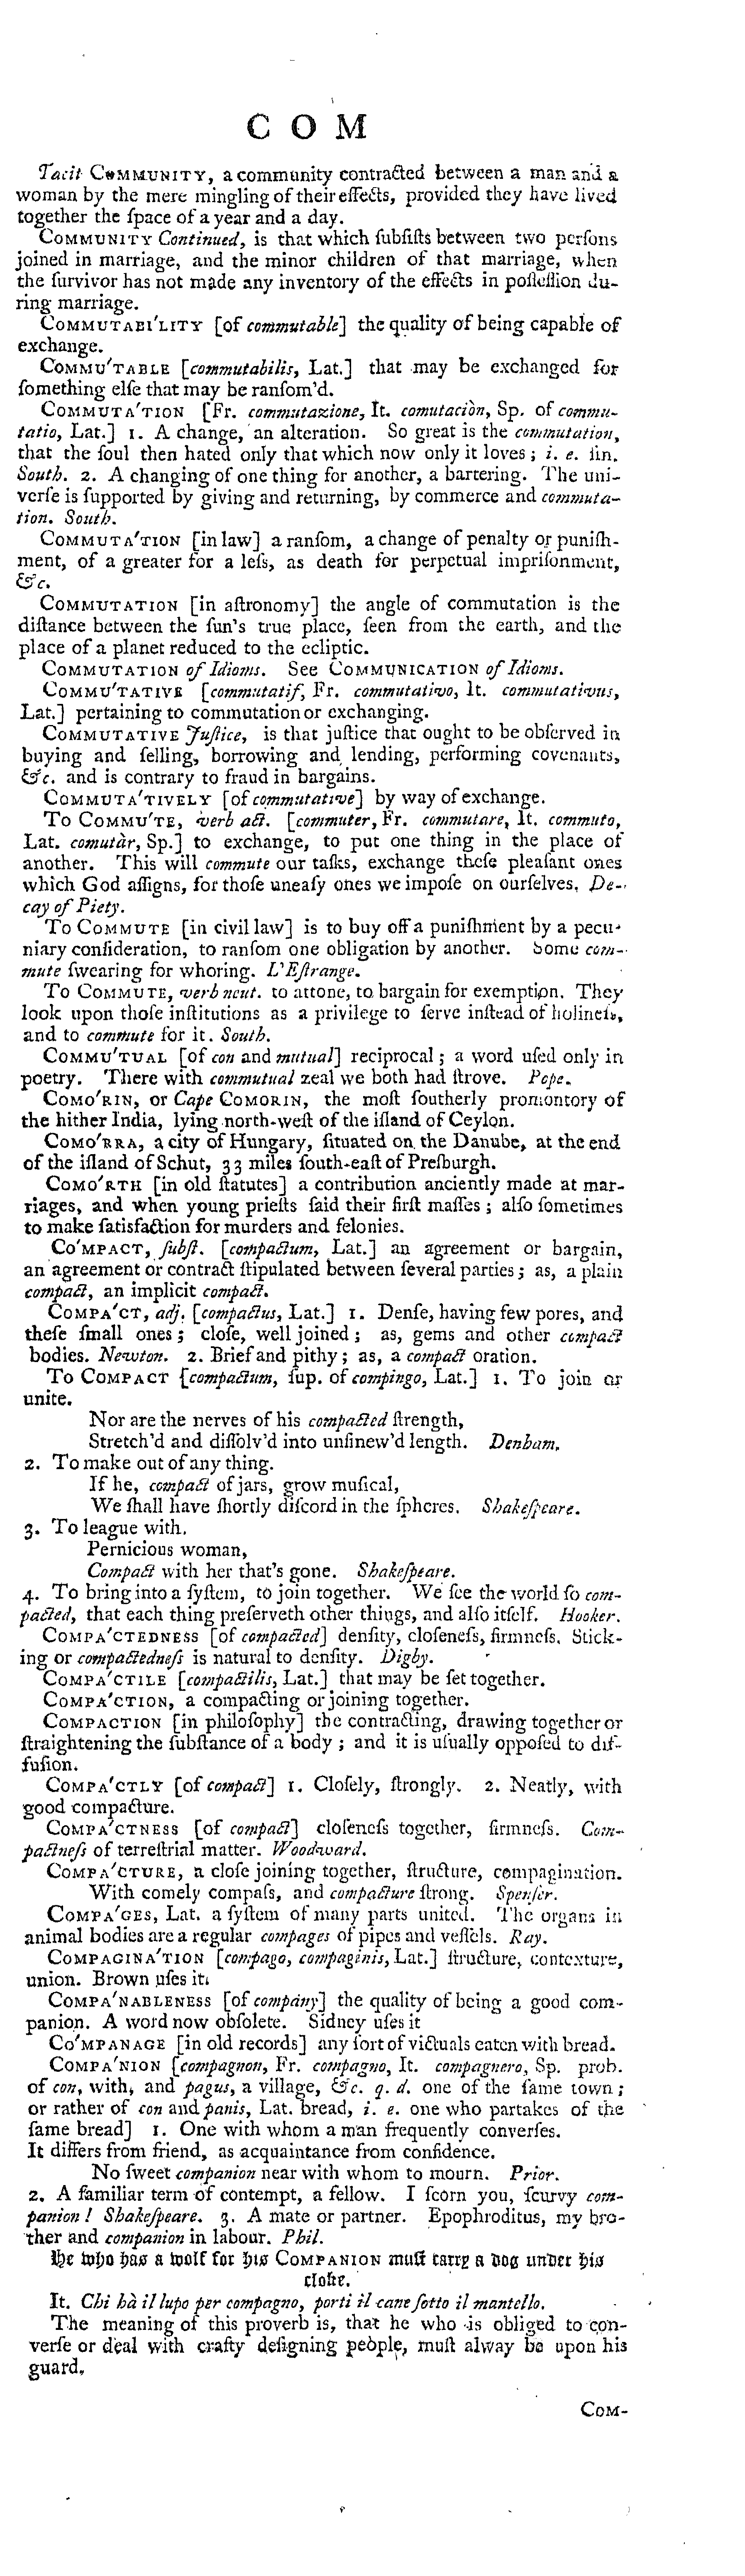 C O M
Tacit COMMUNITY, a community contracted between a man and a
woman by the mere mingling of their effects, provided they have lived
together the ſpace of a year and a day.
COMMUNITY Continued, is that which ſubſiſts between two perſons
joined in marriage, and the minor children of that marriage, when
the ſurvivor has not made any inventory of the effects in poſſeſſion du-
ring marriage.
COMMUTABI'LITY [of commutable] the quality of being capable of
exchange.
COMMU'TABLE [commutabilis, Lat.] that may be exchanged for
ſomething elſe that may be ranſom'd.
COMMUTA'TION [Fr. commutazione, It. comutaciòn, Sp. of commu-
tatio, Lat.] 1. A change, an alteration. So great is the commutation,
that the ſoul then hated only that which now only it loves; i. e. ſin.
South. 2. A changing of one thing for another, a bartering. The uni-
verſe is ſupported by giving and returning, by commerce and commuta-
tion. South.
COMMUTA'TION [in law] a ranſom, a change of penalty or puniſh-
ment, of a greater for a leſs, as death for perpetual impriſonment,
&c.
COMMUTATION [in aſtronomy] the angle of commutation is the
diſtance between the ſun's true place, ſeen from the earth, and the
place of a planet reduced to the ecliptic.
COMMUTATION of Idioms. See COMMUNICATION of Idioms.
COMMU'TATIVE [commutatif, Fr. commutativo, It. commutativus,
Lat.] pertaining to commutation or exchanging.
COMMUTATIVE Juſtice, is that juſtice that ought to be obſerved in
buying and ſelling, borrowing and lending, performing covenants,
&c. and is contrary to fraud in bargains.
COMMUTA'TIVELY [of commutative] by way of exchange.
To COMMU'TE, verb act. [commuter, Fr. commutare, It. commuto,
Lat. comutàr, Sp.] to exchange, to put one thing in the place of
another. This will commute our taſks, exchange theſe pleaſant ones
which God aſſigns, for thoſe uneaſy ones we impoſe on ourſelves. De-
cay of Piety.
To COMMUTE [in civil law] is to buy off a puniſhment by a pecu-
niary conſideration, to ranſom one obligation by another. Some com-
mute ſwearing for whoring. L'Eſtrange.
To COMMUTE, verb neut. to attone, to bargain for exemption. They
look upon thoſe inſtitutions as a privilege to ſerve inſtead of holineſs,
and to commute for it. South.
COMMU'TUAL [of con and mutual] reciprocal; a word uſed only in
poetry. There with commutual zeal we both had ſtrove. Pope.
COMO'RIN, or Cape COMORIN, the moſt ſoutherly promontory of
the hither India, lying north-weſt of the iſland of Ceylon.
COMO'RRA, a city of Hungary, ſituated on the Danube, at the end
of the iſland of Schut, 33 miles ſouth-eaſt of Preſburgh.
COMO'RTH [in old ſtatutes] a contribution anciently made at mar-
riages, and when young prieſts ſaid their firſt maſſes; alſo ſometimes
to make ſatisfaction for murders and felonies.
CO'MPACT, ſubſt. [compactum, Lat.] an agreement or bargain,
an agreement or contract ſtipulated between ſeveral parties; as, a plain
compact, an implicit compact.
COMPA'CT, adj. [compactus, Lat.] 1. Denſe, having few pores, and
theſe ſmall ones; cloſe, well joined; as, gems and other compact
bodies. Newton. 2. Brief and pithy; as, a compact oration.
To COMPACT [compactum, ſup. of compingo, Lat.] 1. To join or
unite.
Nor are the nerves of his compacted ſtrength,
Stretch'd and diſſolv'd into unſinew'd length. Denham.
2. To make out of any thing.
If he, compact of jars, grow muſical,
We ſhall have ſhortly diſcord in the ſpheres. Shakeſpeare.
3. To league with.
Pernicious woman,
Compact with her that's gone. Shakeſpeare.
4. To bring into a ſyſtem, to join together. We ſee the world ſo com-
pacted, that each thing preſerveth other things, and alſo itſelf. Hooker.
COMPA'CTEDNESS [of compacted] denſity, cloſeneſs, firmneſs. Stick-
ing or compactedneſs is natural to denſity. Digby.
COMPA'CTILE [compactilis, Lat.] that may be ſet together.
COMPA'CTION, a compacting or joining together.
COMPACTION [in philoſophy] the contracting, drawing together or
ſtraightening the ſubſtance of a body; and it is uſually oppoſed to dif-
fuſion.
COMPA'CTLY [of compact] 1. Cloſely, ſtrongly. 2. Neatly, with
good compacture.
COMPA'CTNESS [of compact] cloſeneſs together, firmneſs. Com-
pactneſs of terreſtrial matter. Woodward.
COMPA'CTURE, a cloſe joining together, ſtructure, compagination.
With comely compaſs, and compacture ſtrong. Spenſer.
COMPA'GES, Lat. a ſyſtem of many parts united. The organs in
animal bodies are a regular compages of pipes and veſſels. Ray.
COMPAGINA'TION [compago, compaginis, Lat.] ſtructure, contexture,
union. Brown uſes it.
COMPA'NABLENESS [of company] the quality of being a good com-
panion. A word now obſolete. Sidney uſes it
CO'MPANAGE [in old records] any ſort of victuals eaten with bread.
COMPA'NION [compagnon, Fr. compagno, It. compagnero, Sp. prob.
of con, with, and pagus, a village, &c. q. d. one of the ſame town;
or rather of con and panis, Lat. bread, i. e. one who partakes of the
ſame bread] 1. One with whom a man frequently converſes.
It differs from friend, as acquaintance from confidence.
No ſweet companion near with whom to mourn. Prior.
2. A familiar term of contempt, a fellow. I ſcorn you, ſcurvy com-
panion! Shakeſpeare. 3. A mate or partner. Epophroditus, my bro-
ther and companion in labour. Phil.
He who has a wolf for his COMPANION muſt carry a dog under his
cloke.
It. Chi hà il lupo per compagno, porti il cane ſotto il mantello.
The meaning of this proverb is, that he who is obliged to con-
verſe or deal with crafty deſigning people, muſt alway be upon his
guard.
COM-